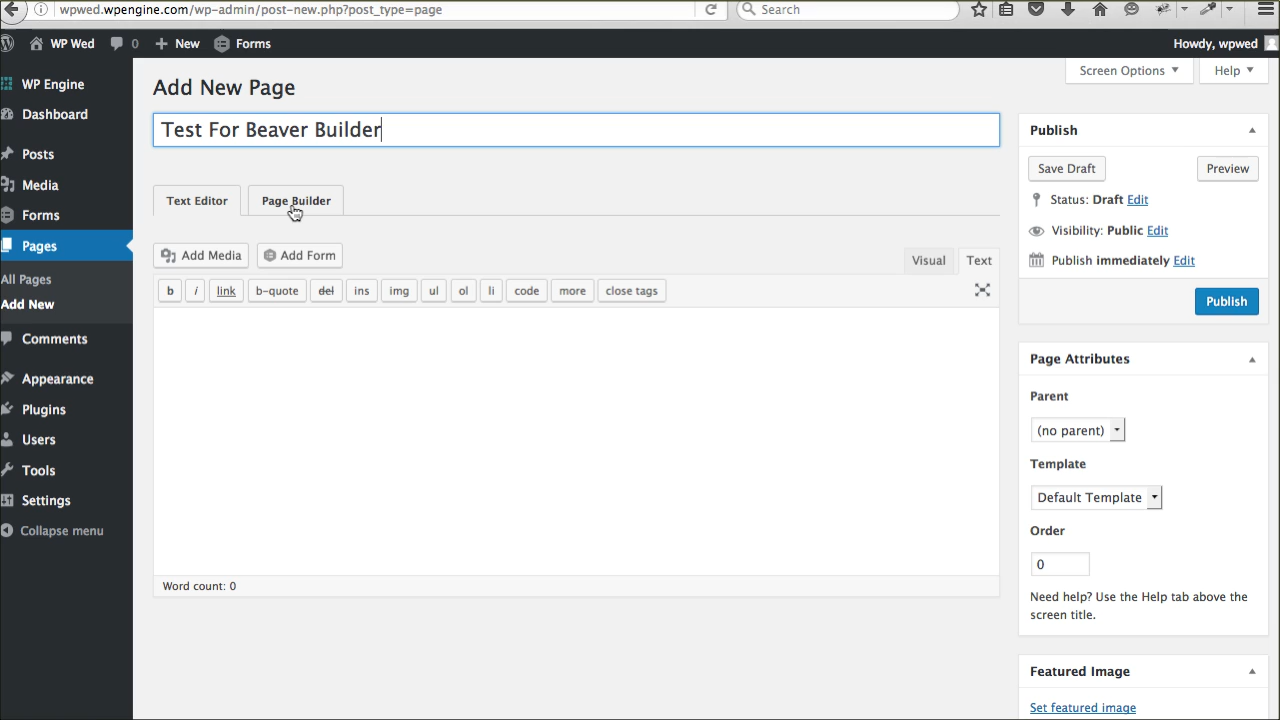 wpwed.wpengine.com/wp-admin/post-new.php?post_type=page
Search
WP Wed
0
New
Forms
Howdy, wpwed
WP Engine
Dashboard
Posts
Media
Forms
Pages
All Pages
Add New
Comments
Appearance
Plugins
Users
Tools
Settings
Collapse menu
Screen Options
Help
Add New Page
Test For Beaver Builder
Text Editor
Page Builder
Add Media
Add Form
Visual
Text
b
i
link
b-quote
del
ins
img
ul
ol
li
code
more
close tags
Word count: 0
Publish
Save Draft
Preview
Status: Draft Edit
Visibility: Public Edit
Publish immediately Edit
Publish
Page Attributes
Parent
(no parent)
Template
Default Template
Order
0
Need help? Use the Help tab above the
screen title.
Featured Image
Set featured image